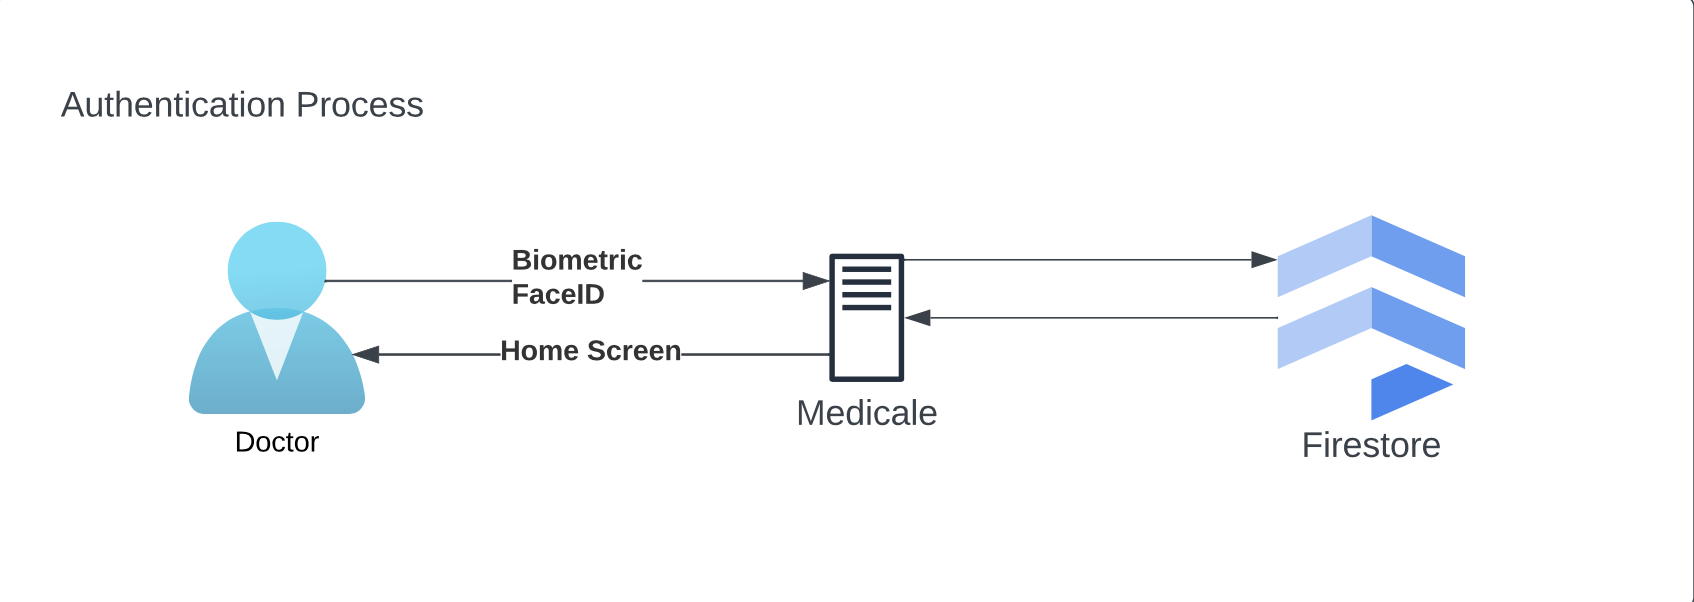 Authentication Process
Biometric
FaceID
Home Screen
Medicale
Doctor
Firestore